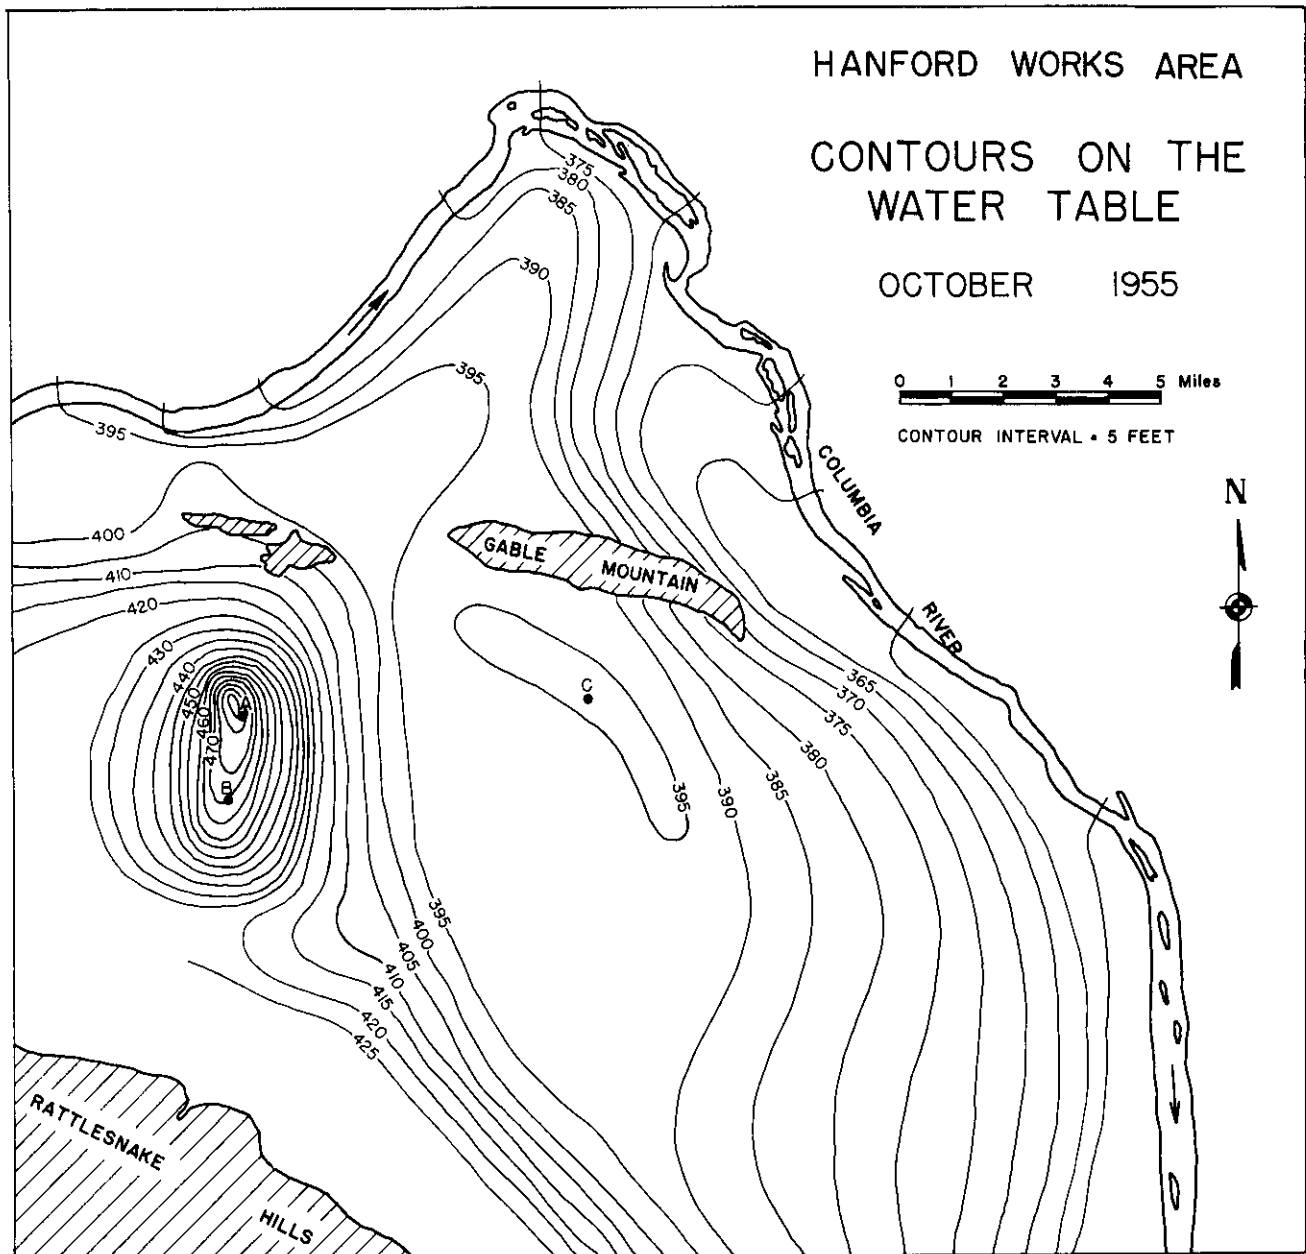 HANFORD WORKS AREA
CONTOURS ON THE
WATER TABLE
OCTOBER 1955
0 1 2 3 4 5 Miles
CONTOUR INTERVAL = 5 FEET
N
375
380
385
390
395
395
COLUMBIA
RIVER
400
410
420
GABLE
MOUNTAIN
430
440
450
460
470
A
B
C
365
370
375
380
385
390
395
395
400
405
410
415
420
425
RATTLESNAKE
HILLS